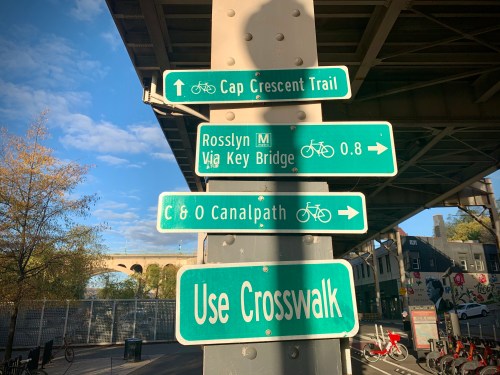 Cap Crescent Trail
Rosslyn M
Via Key Bridge 0.8
C & O Canalpath
Use Crosswalk